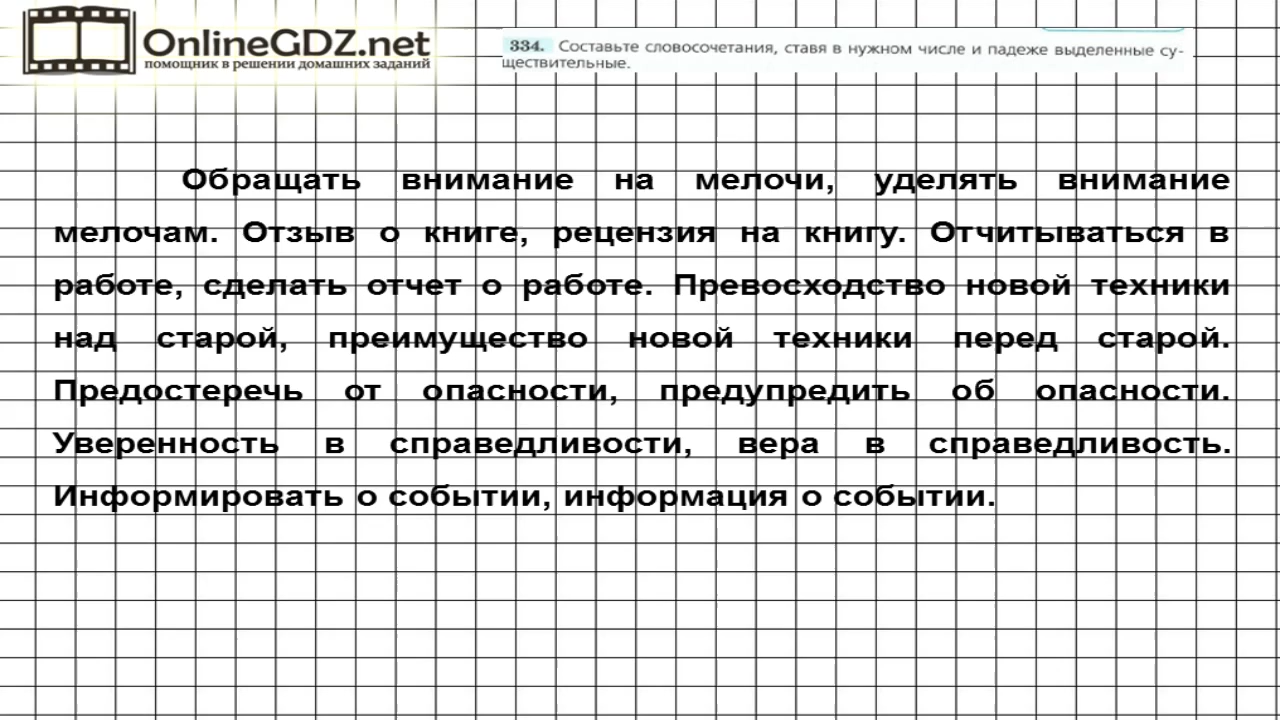 OnlineGDZ.net
помощник в решении домашних заданий
334. Составьте словосочетания, ставя в нужном числе и падеже выделенные су-
ществительные.
Обращать внимание на мелочи, уделять внимание
мелочам. Отзыв о книге, рецензия на книгу. Отчитываться в
работе, сделать отчет о работе. Превосходство новой техники
над старой, преимущество новой техники перед старой.
Предостеречь от опасности, предупредить об опасности.
Уверенность в справедливости, вера в справедливость.
Информировать о событии, информация о событии.